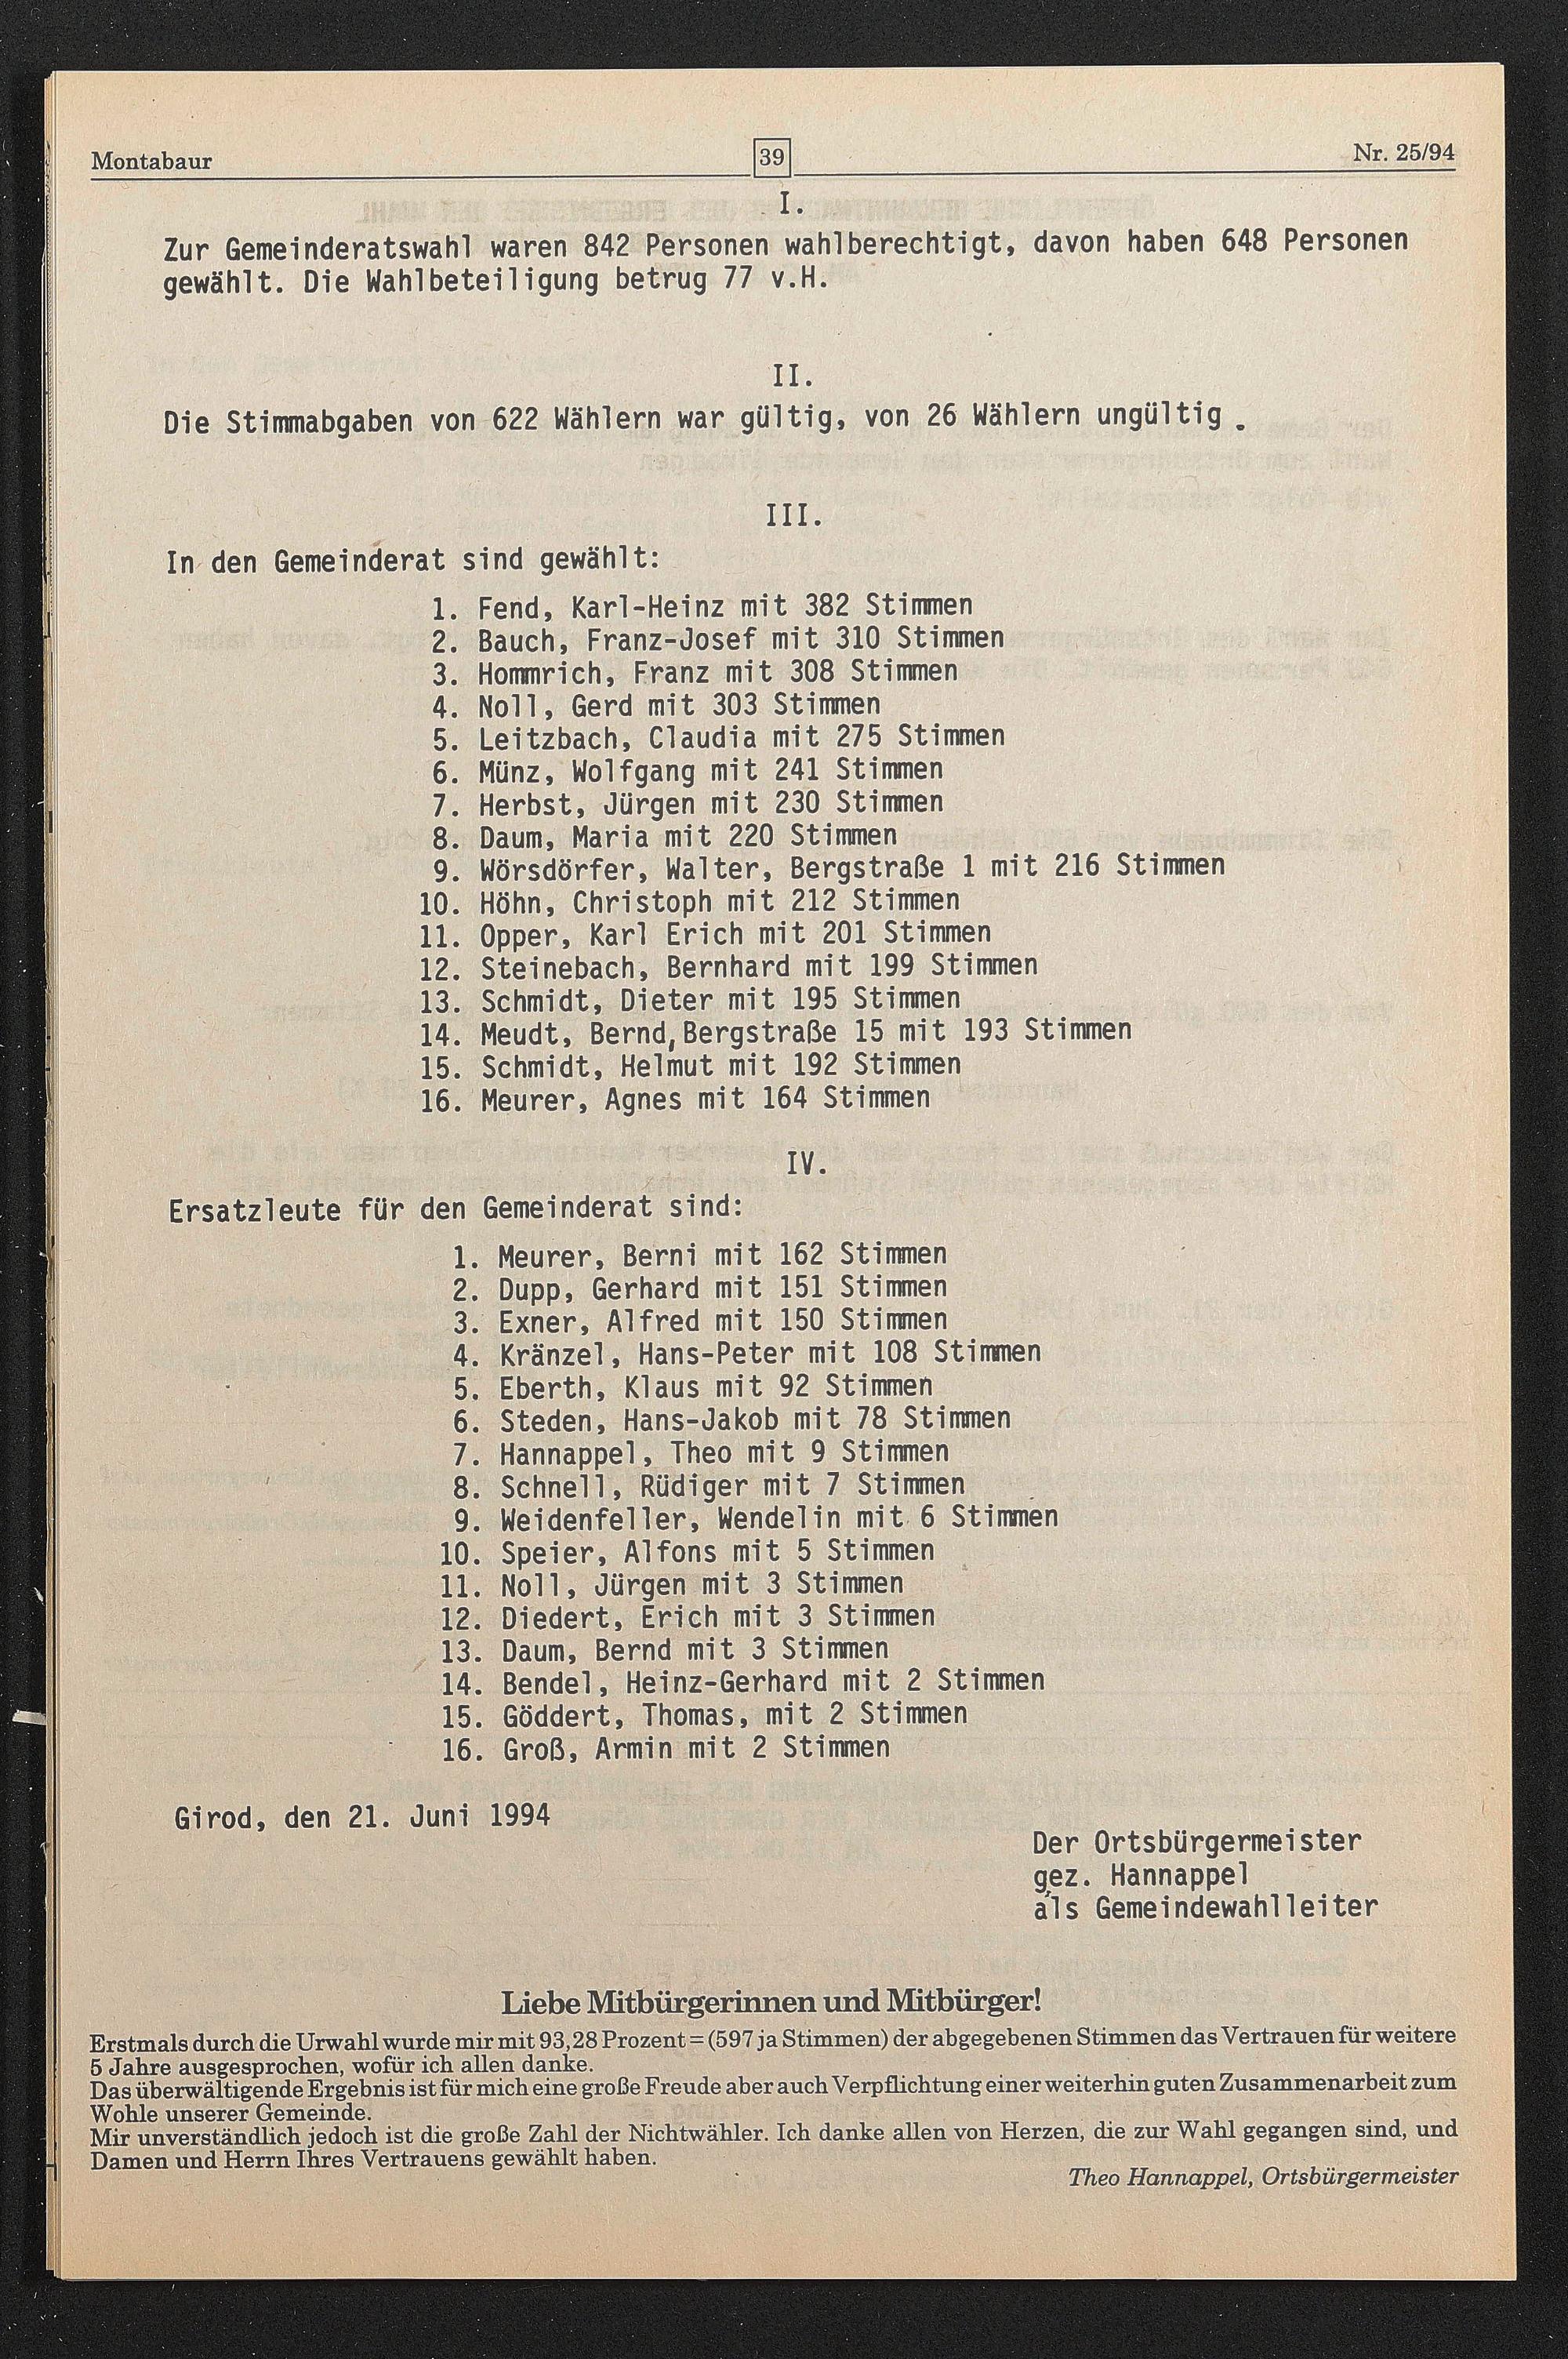 Montabaur
39
Nr. 25/94
I.
Zur Gemeinderatswahl waren 842 Personen wahlberechtigt, davon haben 648 Personen
gewählt. Die Wahlbeteiligung betrug 77 v.H.
II.
Die Stimmabgaben von 622 Wählern war gültig, von 26 Wählern ungültig .
III.
In den Gemeinderat sind gewählt:
1. Fend, Karl-Heinz mit 382 Stimmen
2. Bauch, Franz-Josef mit 310 Stimmen
3. Hommrich, Franz mit 308 Stimmen
4. Noll, Gerd mit 303 Stimmen
5. Leitzbach, Claudia mit 275 Stimmen
6. Münz, Wolfgang mit 241 Stimmen
7. Herbst, Jürgen mit 230 Stimmen
8. Daum, Maria mit 220 Stimmen
9. Wörsdörfer, Walter, Bergstraße 1 mit 216 Stimmen
10. Höhn, Christoph mit 212 Stimmen
11. Opper, Karl Erich mit 201 Stimmen
12. Steinebach, Bernhard mit 199 Stimmen
13. Schmidt, Dieter mit 195 Stimmen
14. Meudt, Bernd, Bergstraße 15 mit 193 Stimmen
15. Schmidt, Helmut mit 192 Stimmen
16. Meurer, Agnes mit 164 Stimmen
IV.
Ersatzleute für den Gemeinderat sind:
1. Meurer, Berni mit 162 Stimmen
2. Dupp, Gerhard mit 151 Stimmen
3. Exner, Alfred mit 150 Stimmen
4. Kränzel, Hans-Peter mit 108 Stimmen
5. Eberth, Klaus mit 92 Stimmen
6. Steden, Hans-Jakob mit 78 Stimmen
7. Hannappel, Theo mit 9 Stimmen
8. Schnell, Rüdiger mit 7 Stimmen
9. Weidenfeller, Wendelin mit 6 Stimmen
10. Speier, Alfons mit 5 Stimmen
11. Noll, Jürgen mit 3 Stimmen
12. Diedert, Erich mit 3 Stimmen
13. Daum, Bernd mit 3 Stimmen
14. Bendel, Heinz-Gerhard mit 2 Stimmen
15. Göddert, Thomas, mit 2 Stimmen
16. Groß, Armin mit 2 Stimmen
Girod, den 21. Juni 1994
Der Ortsbürgermeister
gez. Hannappel
als Gemeindewahlleiter
Liebe Mitbürgerinnen und Mitbürger!
Erstmals durch die Urwahl wurde mir mit 93,28 Prozent = (597 ja Stimmen) der abgegebenen Stimmen das Vertrauen für weitere
5 Jahre ausgesprochen, wofür ich allen danke.
Das überwältigende Ergebnis ist für mich eine große Freude aber auch Verpflichtung einer weiterhin guten Zusammenarbeit zum
Wohle unserer Gemeinde.
Mir unverständlich jedoch ist die große Zahl der Nichtwähler. Ich danke allen von Herzen, die zur Wahl gegangen sind, und
Damen und Herrn Ihres Vertrauens gewählt haben.
Theo Hannappel, Ortsbürgermeister